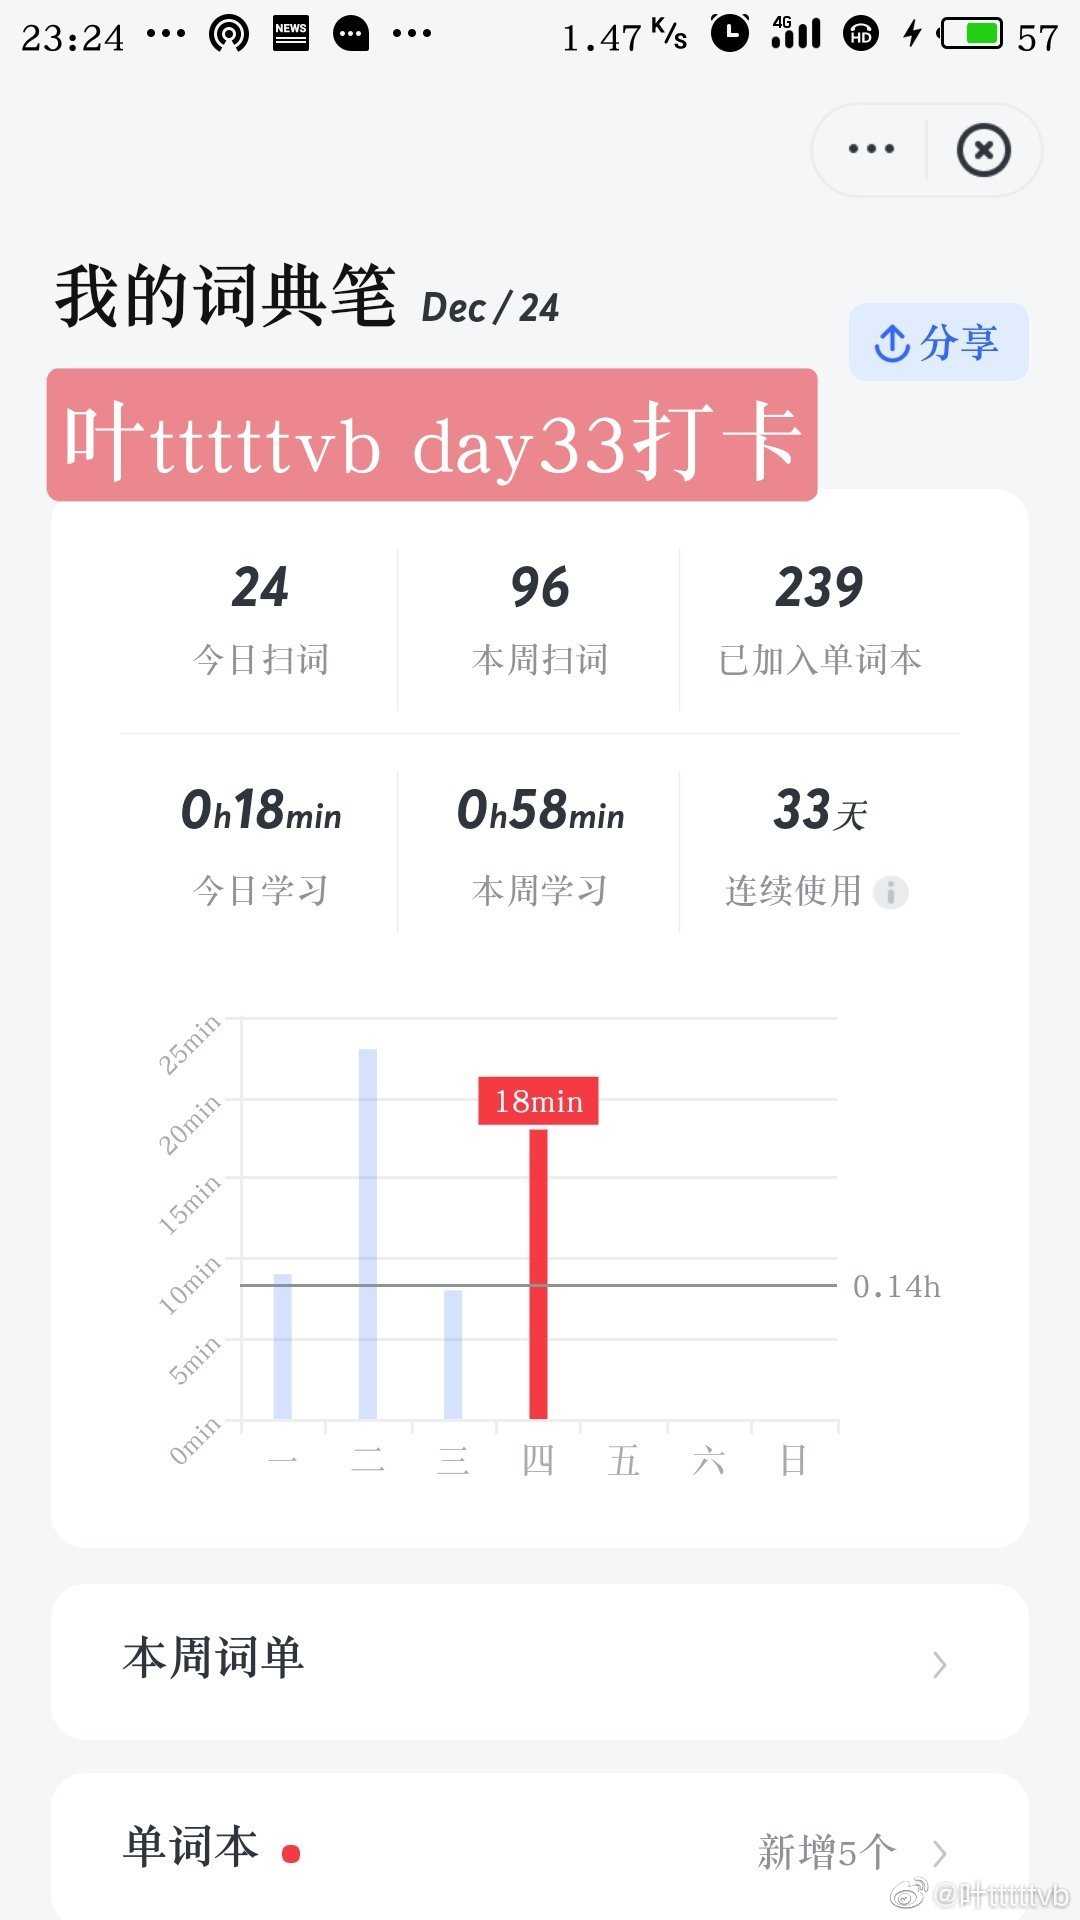 23:24 ••• NEWS ••• 1.47 K/s 4G HD 57
•••
我的词典笔 Dec / 24
分享
叶tttttvb day33打卡
24 96 239
今日扫词 本周扫词 已加入单词本
0h18min 0h58min 33天
今日学习 本周学习 连续使用
25min
20min
18min
15min
10min
0.14h
5min
0min
一 二 三 四 五 六 日
本周词单
单词本 新增5个
@叶tttttvb